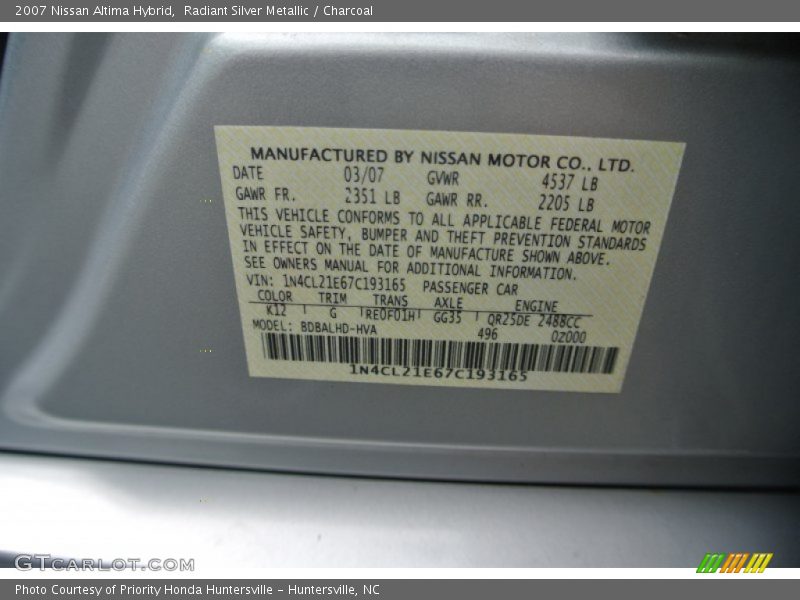 2007 Nissan Altima Hybrid,  Radiant Silver Metallic / Charcoal
MANUFACTURED BY NISSAN MOTOR CO., LTD.
DATE 03/07 GVWR 4537 LB
GAWR FR. 2351 LB GAWR RR. 2205 LB
THIS VEHICLE CONFORMS TO ALL APPLICABLE FEDERAL MOTOR
VEHICLE SAFETY, BUMPER AND THEFT PREVENTION STANDARDS
IN EFFECT ON THE DATE OF MANUFACTURE SHOWN ABOVE.
SEE OWNERS MANUAL FOR ADDITIONAL INFORMATION.
VIN: 1N4CL21E67C193165 PASSENGER CAR
COLOR TRIM TRANS AXLE ENGINE
K12 G RE0F01H GG35 QR25DE 2488CC
MODEL: BDBALHD-HVA 496 0Z000
1N4CL21E67C193165
GTCARLOT.COM
Photo Courtesy of Priority Honda Huntersville – Huntersville, NC